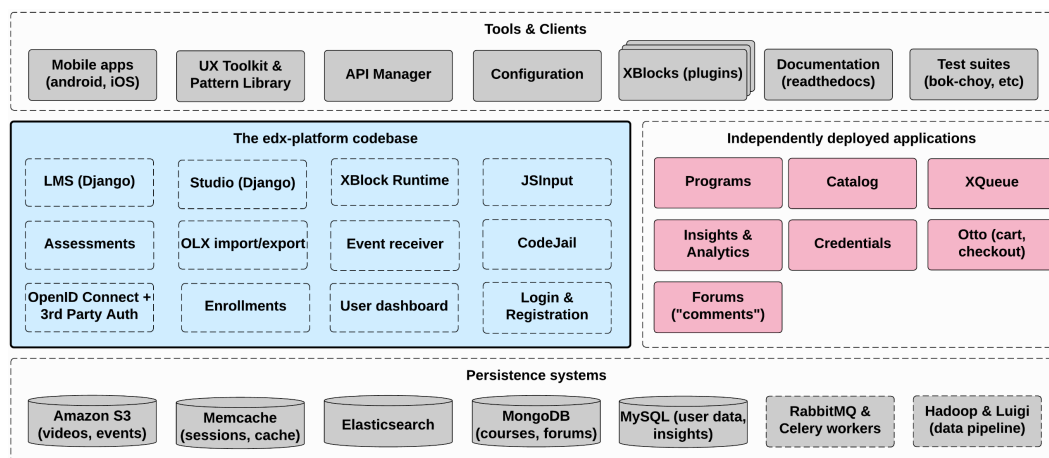 Tools & Clients
Mobile apps
(android, iOS)
UX Toolkit &
Pattern Library
API Manager
Configuration
XBlocks (plugins)
Documentation
(readthedocs)
Test suites
(bok-choy, etc)
The edx-platform codebase
LMS (Django)
Studio (Django)
XBlock Runtime
JSInput
Assessments
OLX import/export
Event receiver
CodeJail
OpenID Connect +
3rd Party Auth
Enrollments
User dashboard
Login &
Registration
Independently deployed applications
Programs
Catalog
XQueue
Insights &
Analytics
Credentials
Otto (cart,
checkout)
Forums
("comments")
Persistence systems
Amazon S3
(videos, events)
Memcache
(sessions, cache)
Elasticsearch
MongoDB
(courses, forums)
MySQL (user data,
insights)
RabbitMQ &
Celery workers
Hadoop & Luigi
(data pipeline)